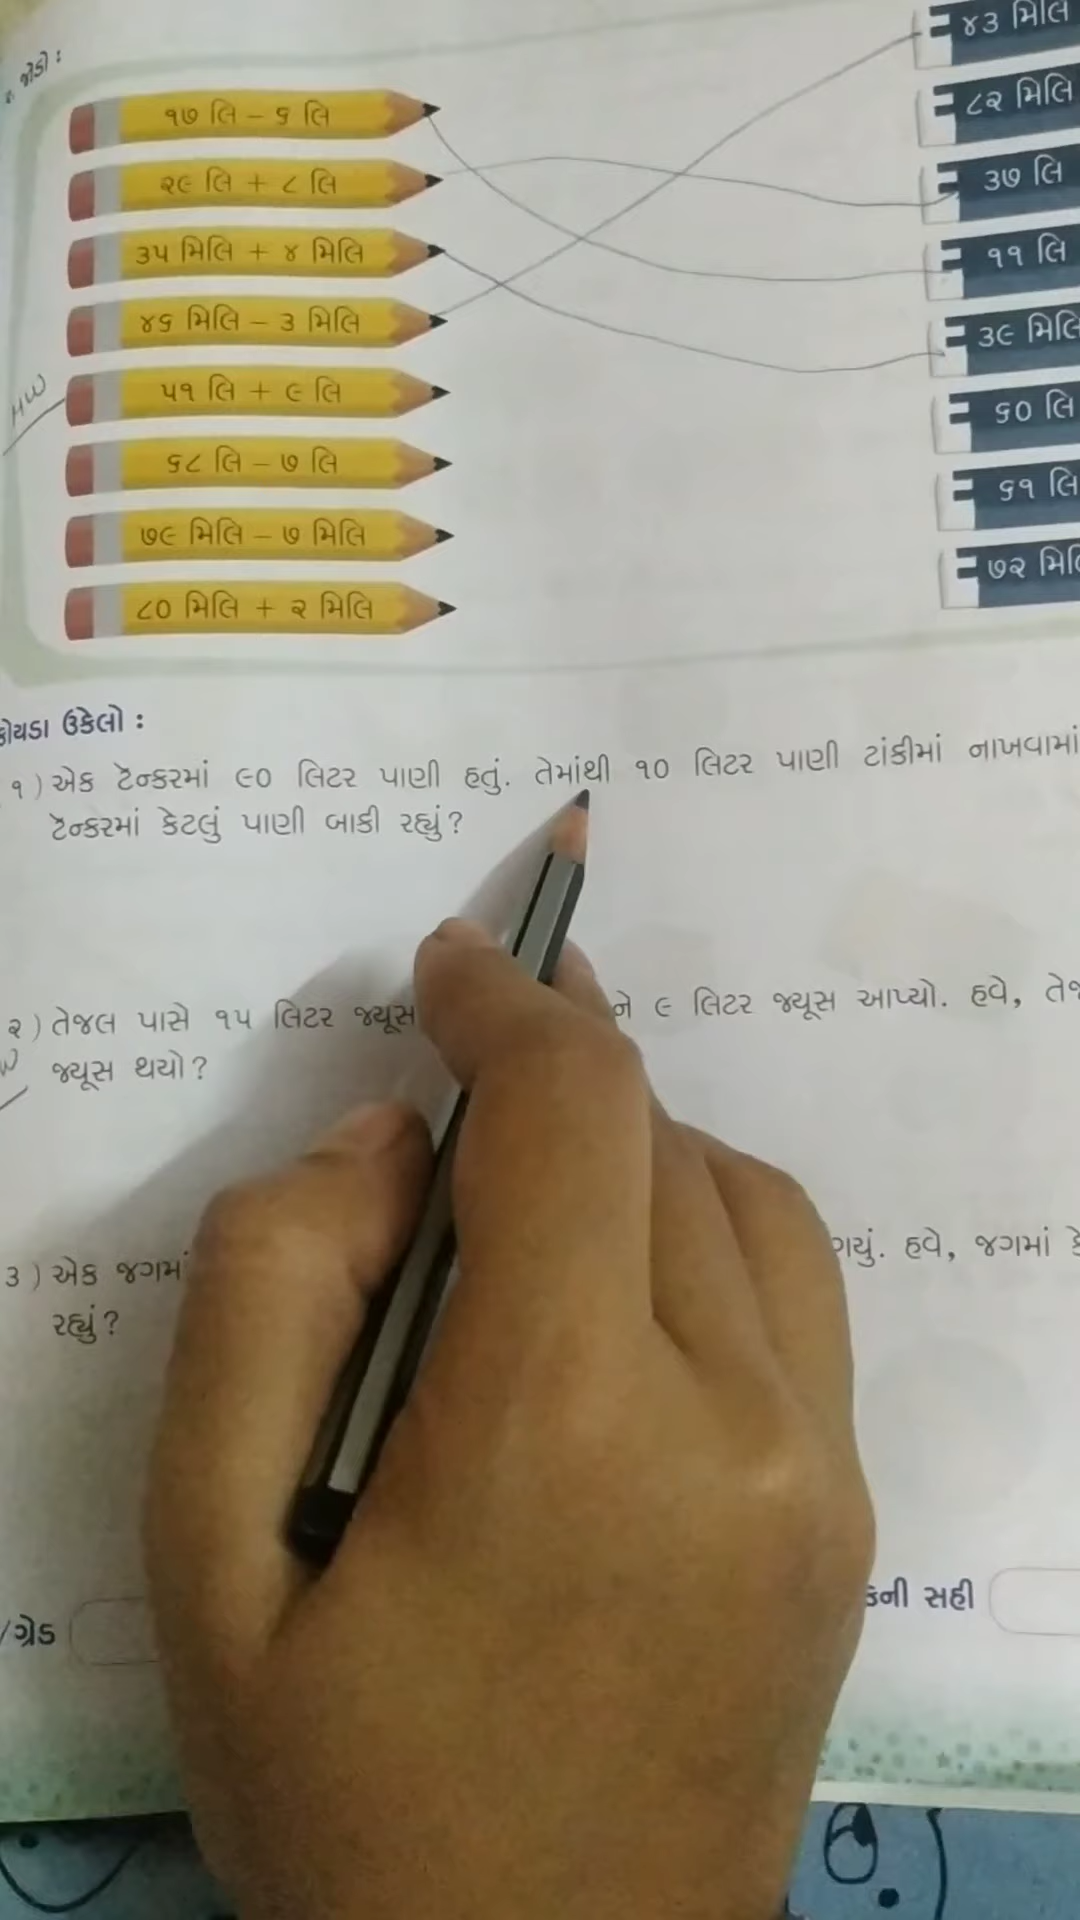 જોડો :
૧૭ લિ – ૬ લિ
૨૯ લિ + ૮ લિ
૩૫ મિલિ + ૪ મિલિ
૪૬ મિલિ – ૩ મિલિ
૫૧ લિ + ૯ લિ
૬૮ લિ – ૭ લિ
૭૯ મિલિ – ૭ મિલિ
૮૦ મિલિ + ૨ મિલિ
૪૩ મિલિ
૮૨ મિલિ
૩૭ લિ
૧૧ લિ
૩૯ મિલિ
૬૦ લિ
૬૧ લિ
૭૨ મિલિ
HW
કોયડા ઉકેલો :
૧ ) એક ટેન્કરમાં ૯૦ લિટર પાણી હતું. તેમાંથી ૧૦ લિટર પાણી ટાંકીમાં નાખવામાં
ટેન્કરમાં કેટલું પાણી બાકી રહ્યું?
૨ ) તેજલ પાસે ૧૫ લિટર જ્યૂસ ને ૯ લિટર જ્યૂસ આપ્યો. હવે,
જ્યૂસ થયો?
૩ ) એક જગમાં ગયું. હવે, જગમાં
રહ્યું?
/ગ્રેડ
સહી